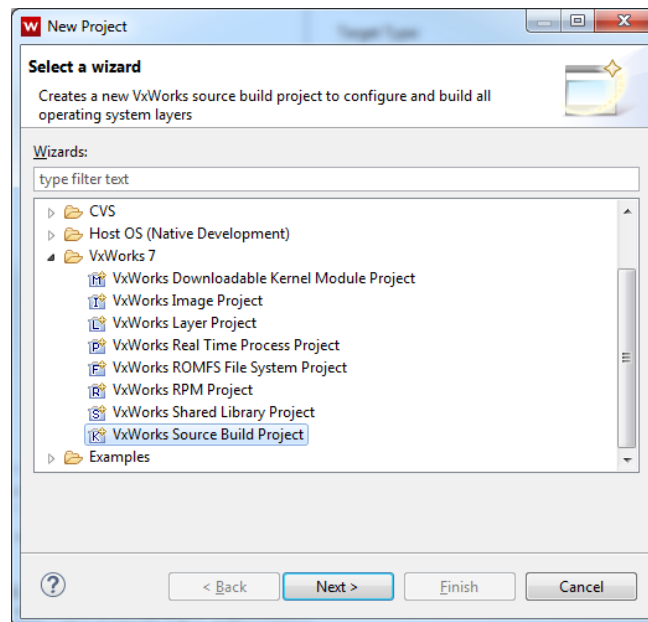 New Project
Select a wizard
Creates a new VxWorks source build project to configure and build all
operating system layers
Wizards:
type filter text
CVS
Host OS (Native Development)
VxWorks 7
VxWorks Downloadable Kernel Module Project
VxWorks Image Project
VxWorks Layer Project
VxWorks Real Time Process Project
VxWorks ROMFS File System Project
VxWorks RPM Project
VxWorks Shared Library Project
VxWorks Source Build Project
Examples
< Back Next > Finish Cancel